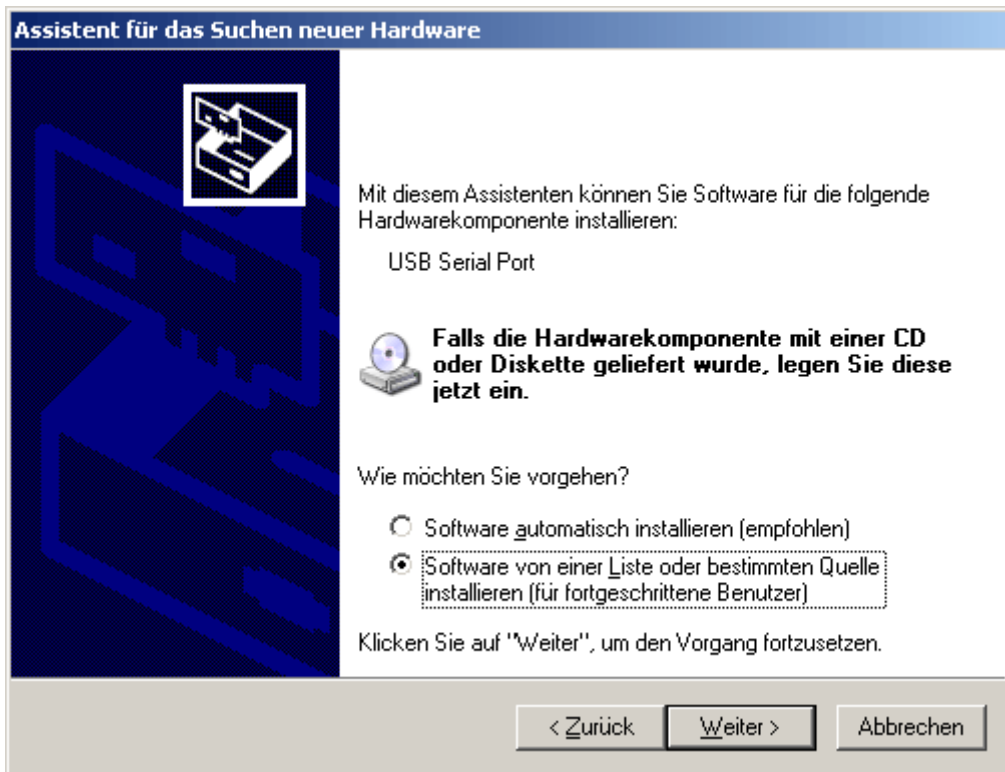 Assistent für das Suchen neuer Hardware
Mit diesem Assistenten können Sie Software für die folgende
Hardwarekomponente installieren:
USB Serial Port
Falls die Hardwarekomponente mit einer CD
oder Diskette geliefert wurde, legen Sie diese
jetzt ein.
Wie möchten Sie vorgehen?
Software automatisch installieren (empfohlen)
Software von einer Liste oder bestimmten Quelle
installieren (für fortgeschrittene Benutzer)
Klicken Sie auf "Weiter", um den Vorgang fortzusetzen.
< Zurück Weiter > Abbrechen